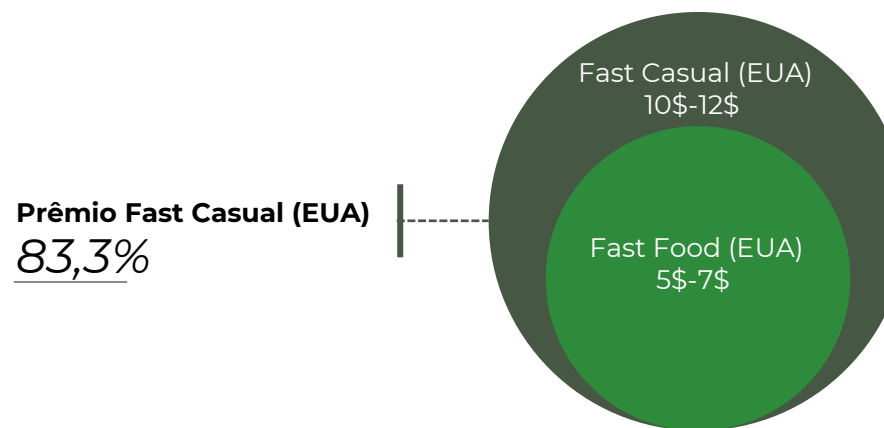 Fast Casual (EUA)
10$-12$
Prêmio Fast Casual (EUA)
83,3%
Fast Food (EUA)
5$-7$